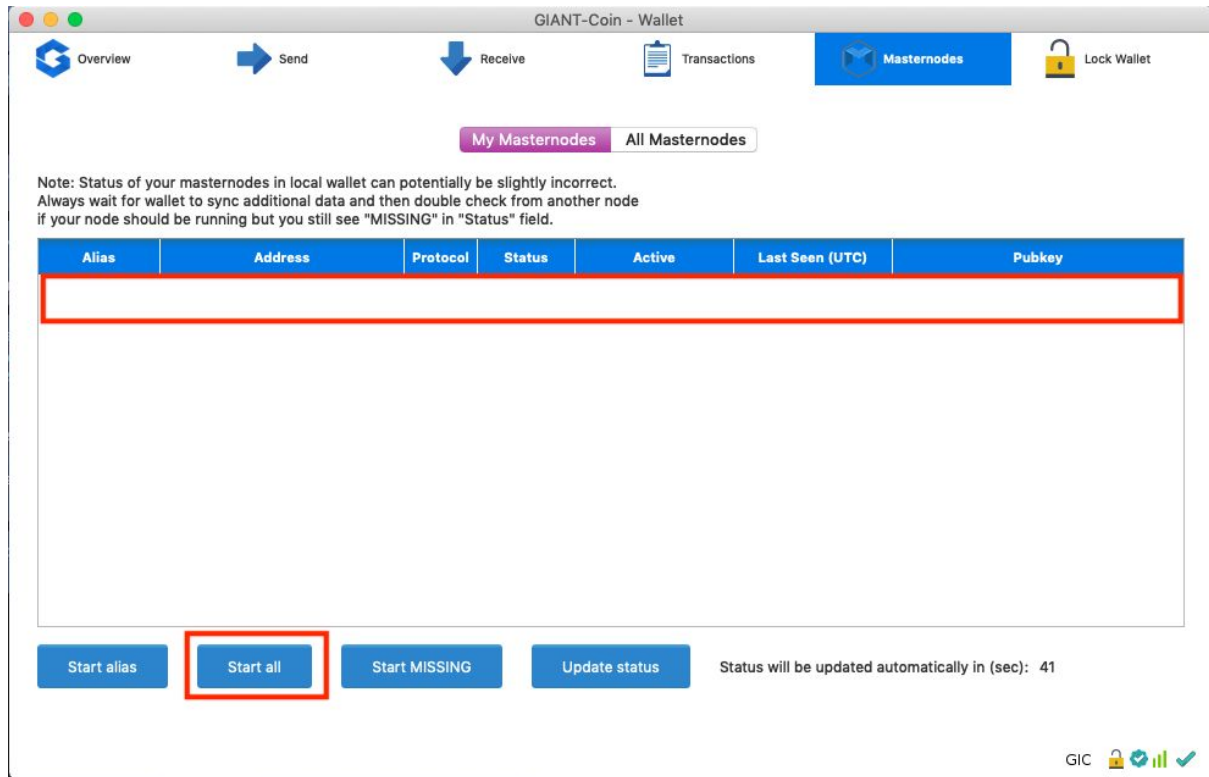 GIANT-Coin - Wallet
Overview
Send
Receive
Transactions
Masternodes
Lock Wallet
My Masternodes
All Masternodes
Note: Status of your masternodes in local wallet can potentially be slightly incorrect.
Always wait for wallet to sync additional data and then double check from another node
if your node should be running but you still see "MISSING" in "Status" field.
Alias
Address
Protocol
Status
Active
Last Seen (UTC)
Pubkey
Start alias
Start all
Start MISSING
Update status
Status will be updated automatically in (sec): 41
GIC